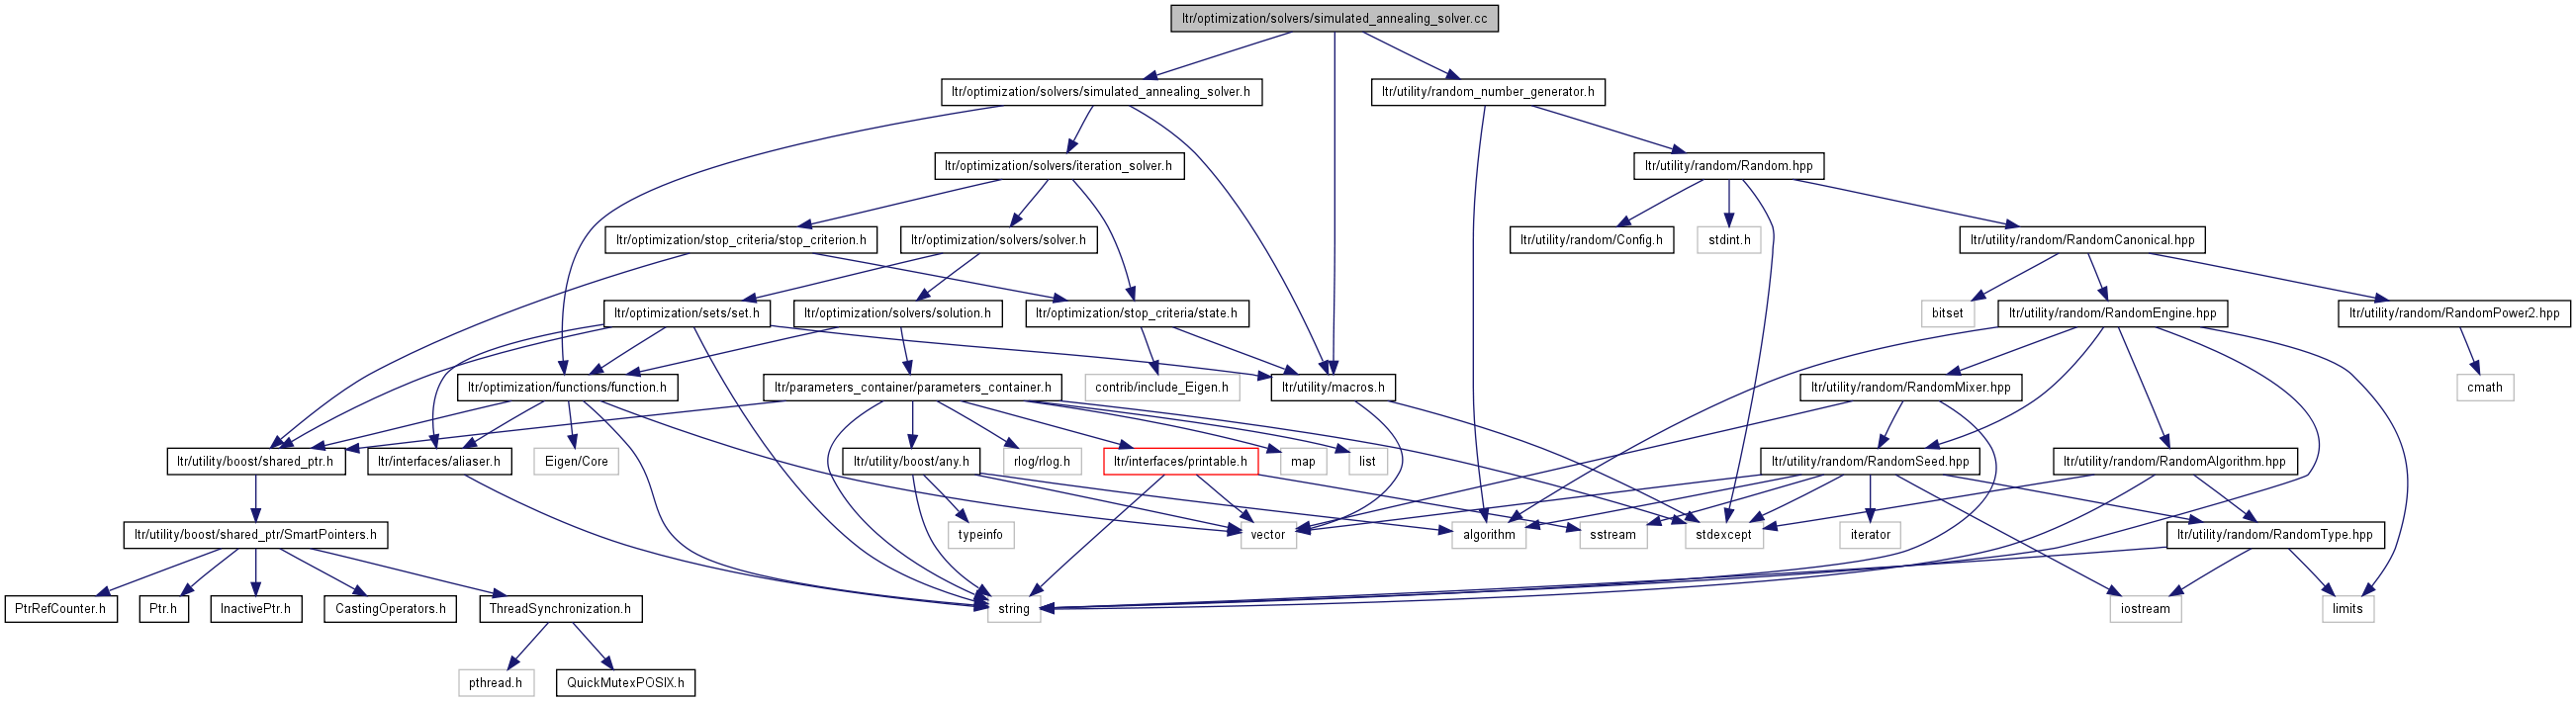 ltr/optimization/solvers/simulated_annealing_solver.cc
ltr/optimization/solvers/simulated_annealing_solver.h
ltr/utility/random_number_generator.h
ltr/optimization/solvers/iteration_solver.h
ltr/utility/random/Random.hpp
ltr/optimization/stop_criteria/stop_criterion.h
ltr/optimization/solvers/solver.h
ltr/utility/random/Config.h
stdint.h
ltr/utility/random/RandomCanonical.hpp
ltr/optimization/sets/set.h
ltr/optimization/solvers/solution.h
ltr/optimization/stop_criteria/state.h
bitset
ltr/utility/random/RandomEngine.hpp
ltr/utility/random/RandomPower2.hpp
ltr/optimization/functions/function.h
ltr/parameters_container/parameters_container.h
contrib/include_Eigen.h
ltr/utility/macros.h
ltr/utility/random/RandomMixer.hpp
cmath
ltr/utility/boost/shared_ptr.h
ltr/interfaces/aliaser.h
Eigen/Core
ltr/utility/boost/any.h
rlog/rlog.h
ltr/interfaces/printable.h
map
list
ltr/utility/random/RandomSeed.hpp
ltr/utility/random/RandomAlgorithm.hpp
ltr/utility/boost/shared_ptr/SmartPointers.h
typeinfo
vector
algorithm
sstream
stdexcept
iterator
ltr/utility/random/RandomType.hpp
PtrRefCounter.h
Ptr.h
InactivePtr.h
CastingOperators.h
ThreadSynchronization.h
string
iostream
limits
pthread.h
QuickMutexPOSIX.h